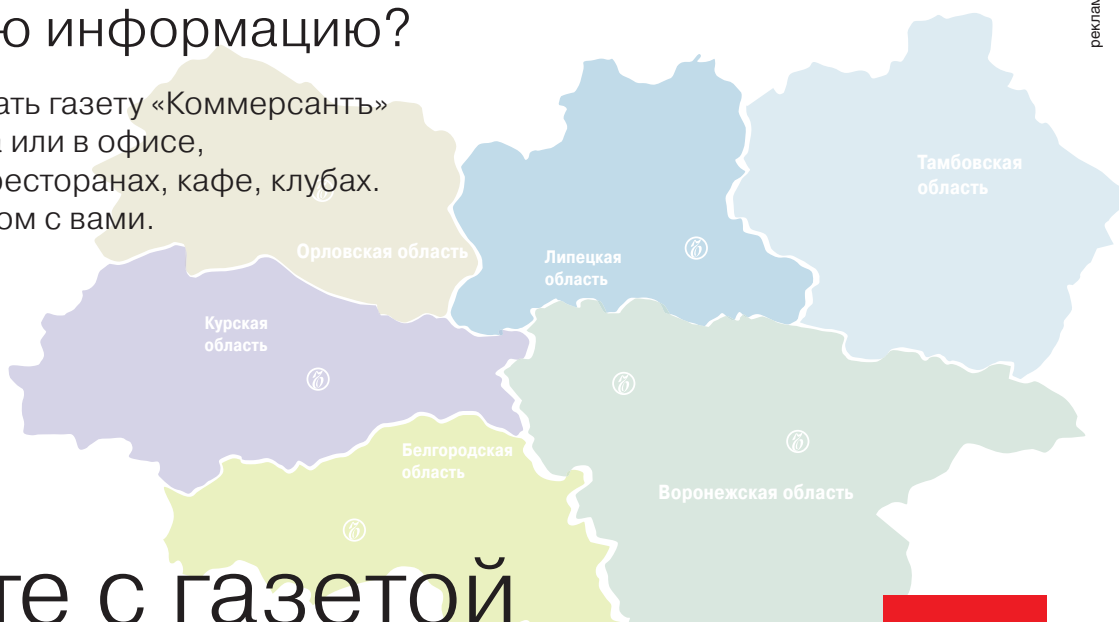 ю информацию?
реклам
ать газету «Коммерсантъ»
а или в офисе,
ресторанах, кафе, клубах.
ом с вами.
Тамбовская
область
Орловская область
Липецкая
область
Курская
область
Белгородская
область
Воронежская область
те с газетой